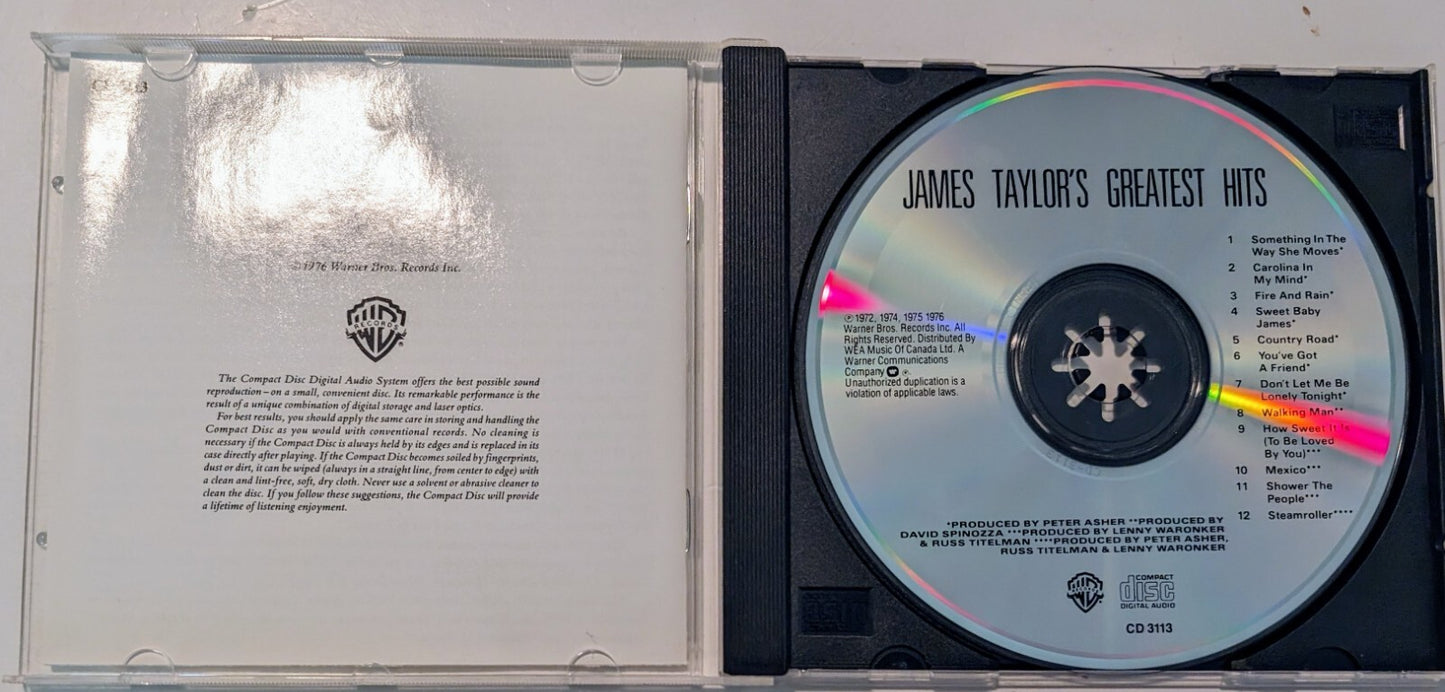 ©1976 Warner Bros. Records Inc.
RECORDS
The Compact Disc Digital Audio System offers the best possible sound
reproduction–on a small, convenient disc. Its remarkable performance is the
result of a unique combination of digital storage and laser optics.
For best results, you should apply the same care in storing and handling the
Compact Disc as you would with conventional records. No cleaning is
necessary if the Compact Disc is always held by its edges and is replaced in its
case directly after playing. If the Compact Disc becomes soiled by fingerprints,
dust or dirt, it can be wiped (always in a straight line, from center to edge) with
a clean and lint-free, soft, dry cloth. Never use a solvent or abrasive cleaner to
clean the disc. If you follow these suggestions, the Compact Disc will provide
a lifetime of listening enjoyment.
JAMES TAYLOR'S GREATEST HITS
1 Something In The
Way She Moves*
2 Carolina In
My Mind*
3 Fire And Rain*
4 Sweet Baby
James*
5 Country Road*
6 You've Got
A Friend*
7 Don't Let Me Be
Lonely Tonight*
8 Walking Man**
9 How Sweet It Is
(To Be Loved
By You)***
10 Mexico***
11 Shower The
People***
12 Steamroller****
℗ 1972, 1974, 1975 1976
Warner Bros. Records Inc. All
Rights Reserved. Distributed By
WEA Music Of Canada Ltd. A
Warner Communications
Company
Unauthorized duplication is a
violation of applicable laws.
*PRODUCED BY PETER ASHER **PRODUCED BY
DAVID SPINOZZA ***PRODUCED BY LENNY WARONKER
& RUSS TITELMAN ****PRODUCED BY PETER ASHER,
RUSS TITELMAN & LENNY WARONKER
COMPACT
disc
DIGITAL AUDIO
CD 3113